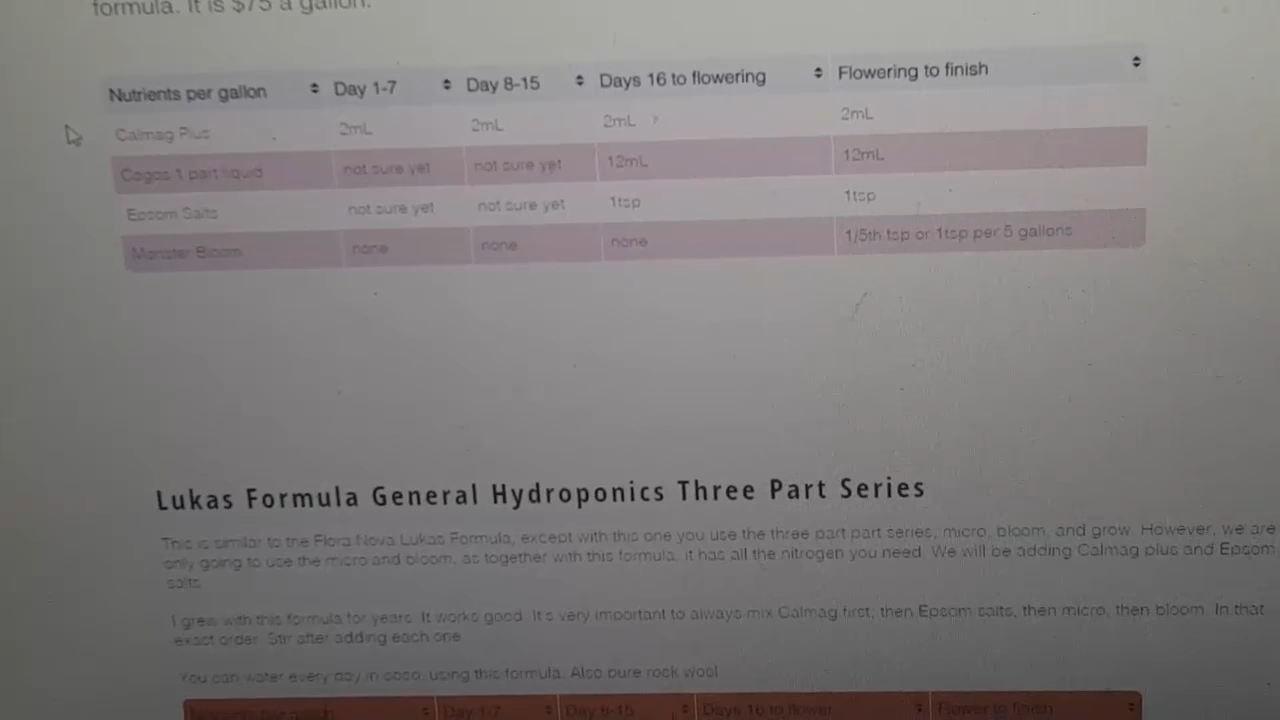 formula. It is $75 a gallon.
Nutrients per gallon Day 1-7 Day 8-15 Days 16 to flowering Flowering to finish
Calmag Plus 2mL 2mL 2mL 2mL
Cogos 1 part liquid not sure yet not sure yet 12mL 12mL
Epsom Salts not sure yet not sure yet 1tsp 1tsp
Monster Bloom none none none 1/5th tsp or 1tsp per 5 gallons
Lukas Formula General Hydroponics Three Part Series
This is similar to the Flora Nova Lukas Formula, except with this one you use the three part part series, micro, bloom, and grow. However, we are
only going to use the micro and bloom, as together with this formula, it has all the nitrogen you need. We will be adding Calmag plus and Epsom
salts.
I grew with this formula for years. It works good. It's very important to always mix Calmag first, then Epsom salts, then micro, then bloom. In that
exact order. Stir after adding each one.
You can water every day in coco, using this formula. Also pure rock wool
Nutrients per gallon Day 1-7 Day 8-15 Days 16 to flower Flower to finish